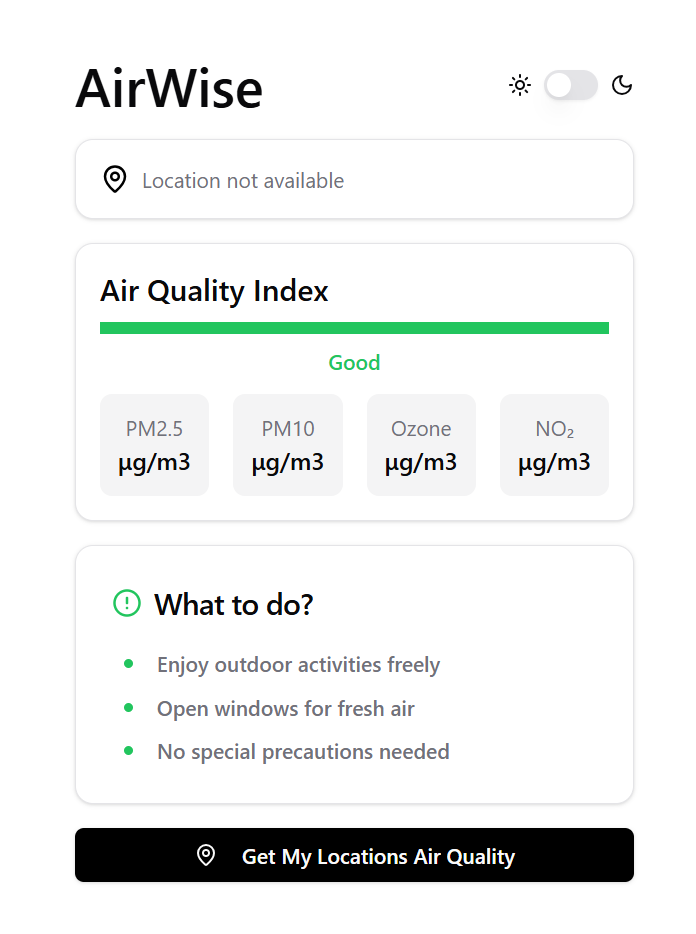 AirWise
Location not available
Air Quality Index
Good
PM2.5 PM10 Ozone NO₂
μg/m3 μg/m3 μg/m3 μg/m3
What to do?
Enjoy outdoor activities freely
Open windows for fresh air
No special precautions needed
Get My Locations Air Quality